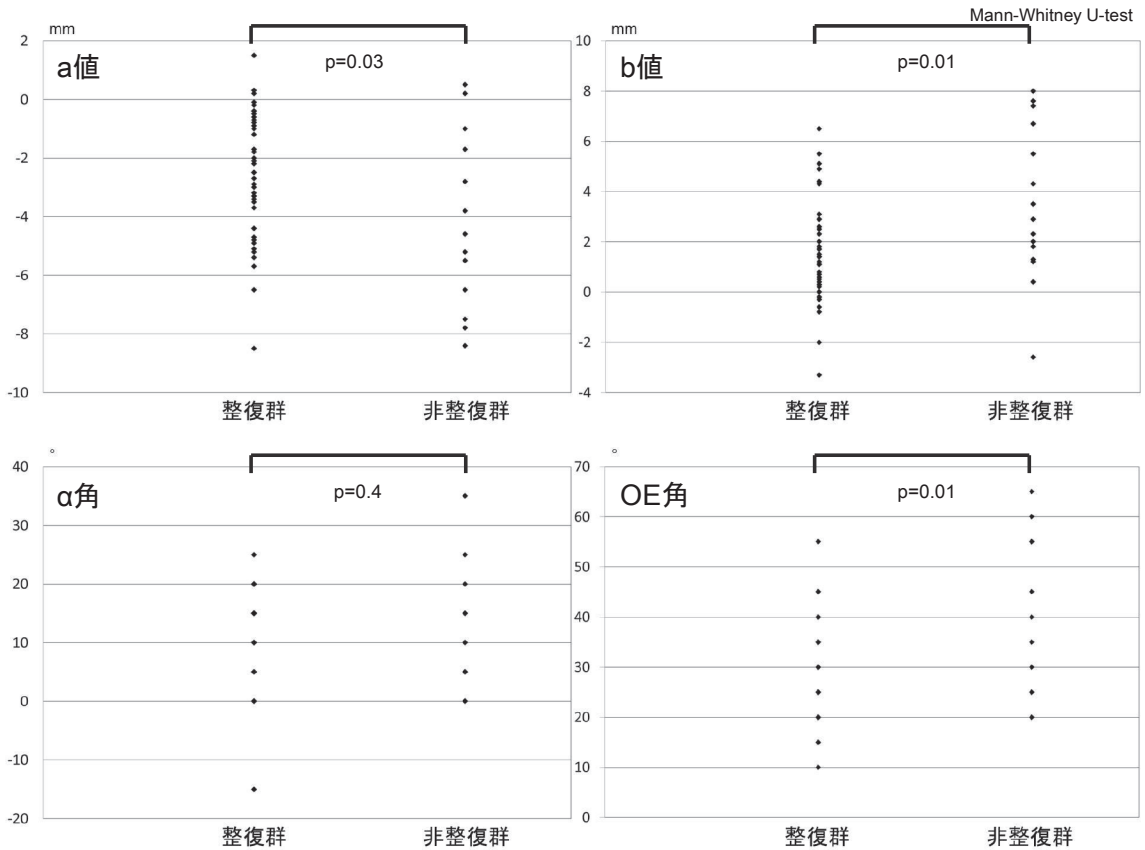 Mann-Whitney U-test
mm
a値
p=0.03
2
0
-2
-4
-6
-8
-10
整復群
非整復群
mm
b値
p=0.01
10
8
6
4
2
0
-2
-4
整復群
非整復群
°
α角
p=0.4
40
30
20
10
0
-10
-20
整復群
非整復群
°
OE角
p=0.01
70
60
50
40
30
20
10
0
整復群
非整復群